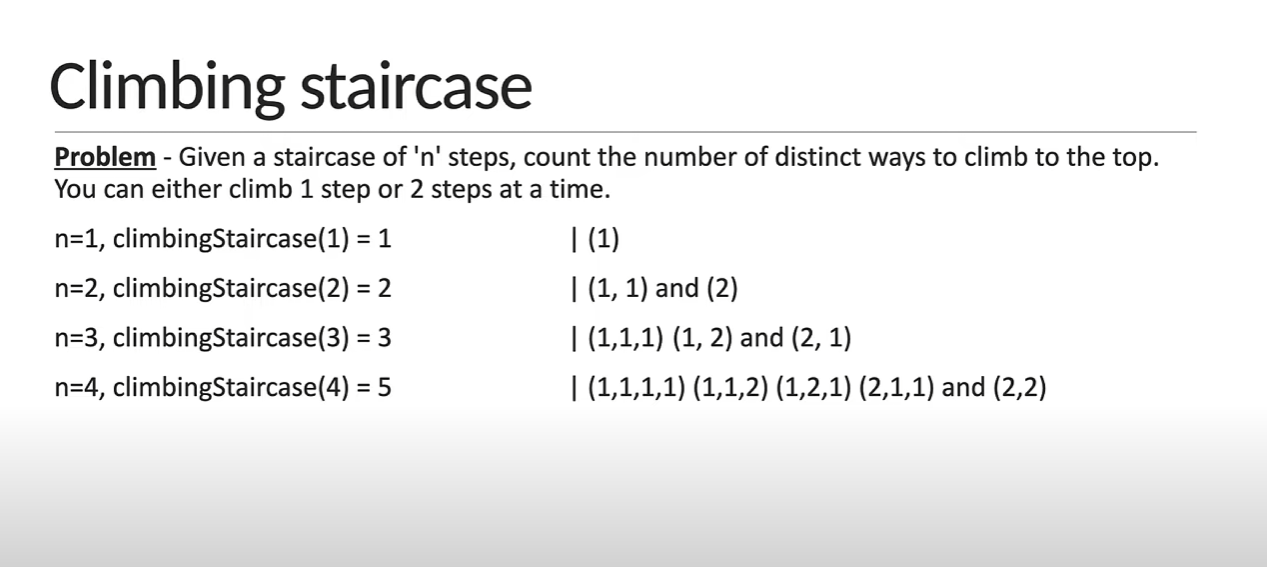 Climbing staircase
Problem - Given a staircase of 'n' steps, count the number of distinct ways to climb to the top.
You can either climb 1 step or 2 steps at a time.
n=1, climbingStaircase(1) = 1 | (1)
n=2, climbingStaircase(2) = 2 | (1, 1) and (2)
n=3, climbingStaircase(3) = 3 | (1,1,1) (1, 2) and (2, 1)
n=4, climbingStaircase(4) = 5 | (1,1,1,1) (1,1,2) (1,2,1) (2,1,1) and (2,2)